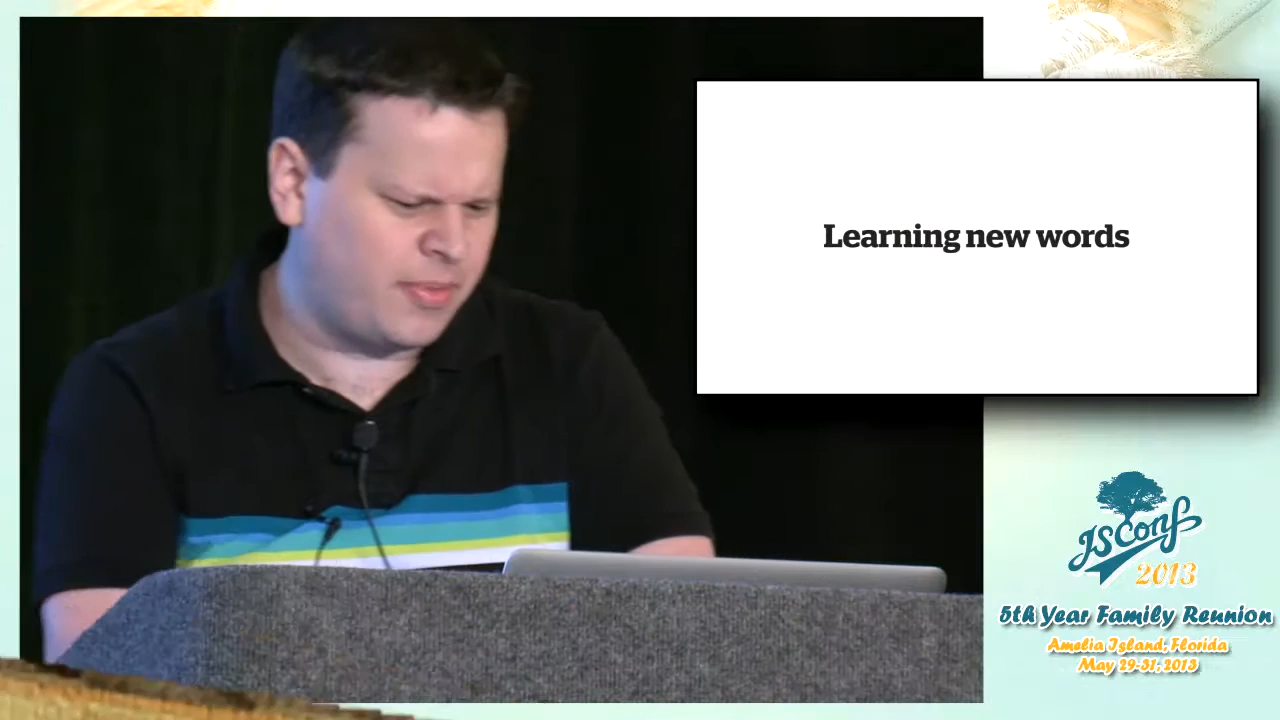 Learning new words
JSConf
2013
5th Year Family Reunion
Amelia Island, Florida
May 29-31, 2013